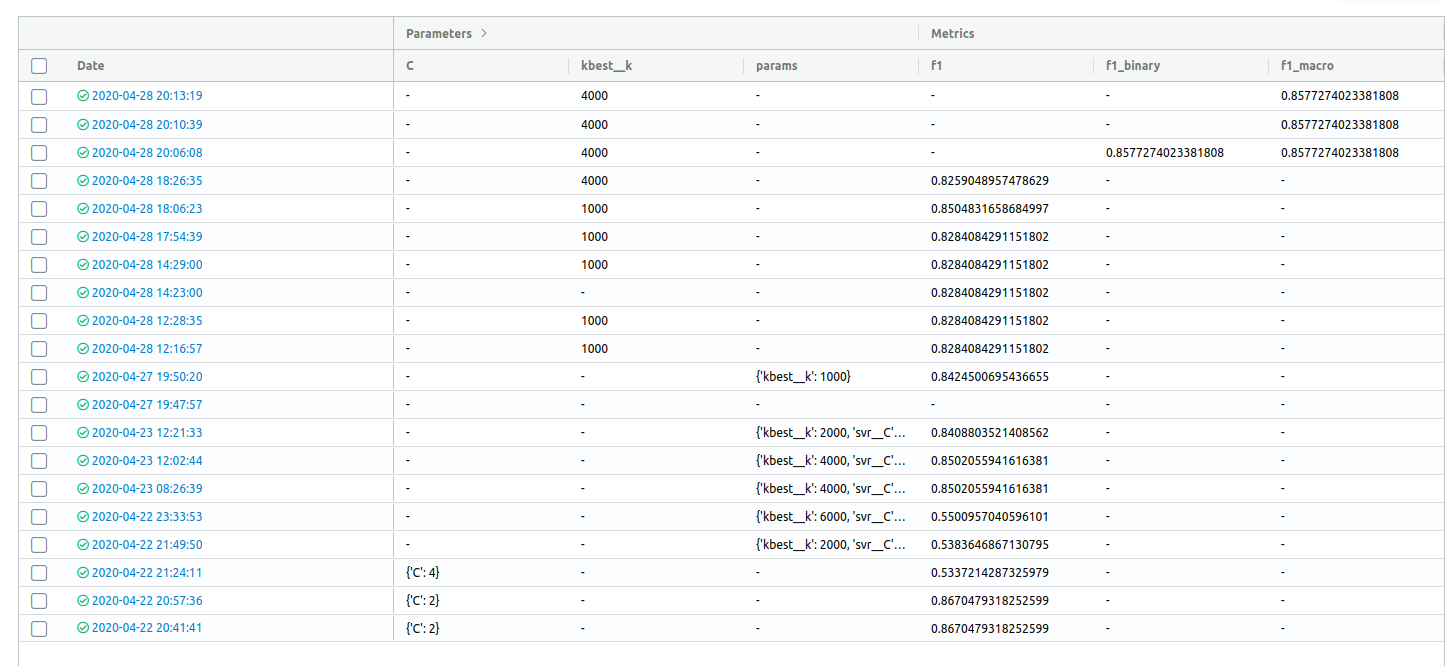 Parameters > Metrics
Date C kbest__k params f1 f1_binary f1_macro
2020-04-28 20:13:19 - 4000 - - - 0.8577274023381808
2020-04-28 20:10:39 - 4000 - - - 0.8577274023381808
2020-04-28 20:06:08 - 4000 - - 0.8577274023381808 0.8577274023381808
2020-04-28 18:26:35 - 4000 - 0.8259048957478629 - -
2020-04-28 18:06:23 - 1000 - 0.8504831658684997 - -
2020-04-28 17:54:39 - 1000 - 0.8284084291151802 - -
2020-04-28 14:29:00 - 1000 - 0.8284084291151802 - -
2020-04-28 14:23:00 - - - 0.8284084291151802 - -
2020-04-28 12:28:35 - 1000 - 0.8284084291151802 - -
2020-04-28 12:16:57 - 1000 - 0.8284084291151802 - -
2020-04-27 19:50:20 - - {'kbest__k': 1000} 0.8424500695436655 - -
2020-04-27 19:47:57 - - - - - -
2020-04-23 12:21:33 - - {'kbest__k': 2000, 'svr__C'... 0.8408803521408562 - -
2020-04-23 12:02:44 - - {'kbest__k': 4000, 'svr__C'... 0.8502055941616381 - -
2020-04-23 08:26:39 - - {'kbest__k': 4000, 'svr__C'... 0.8502055941616381 - -
2020-04-22 23:33:53 - - {'kbest__k': 6000, 'svr__C'... 0.5500957040596101 - -
2020-04-22 21:49:50 - - {'kbest__k': 2000, 'svr__C'... 0.5383646867130795 - -
2020-04-22 21:24:11 {'C': 4} - - 0.5337214287325979 - -
2020-04-22 20:57:36 {'C': 2} - - 0.8670479318252599 - -
2020-04-22 20:41:41 {'C': 2} - - 0.8670479318252599 - -